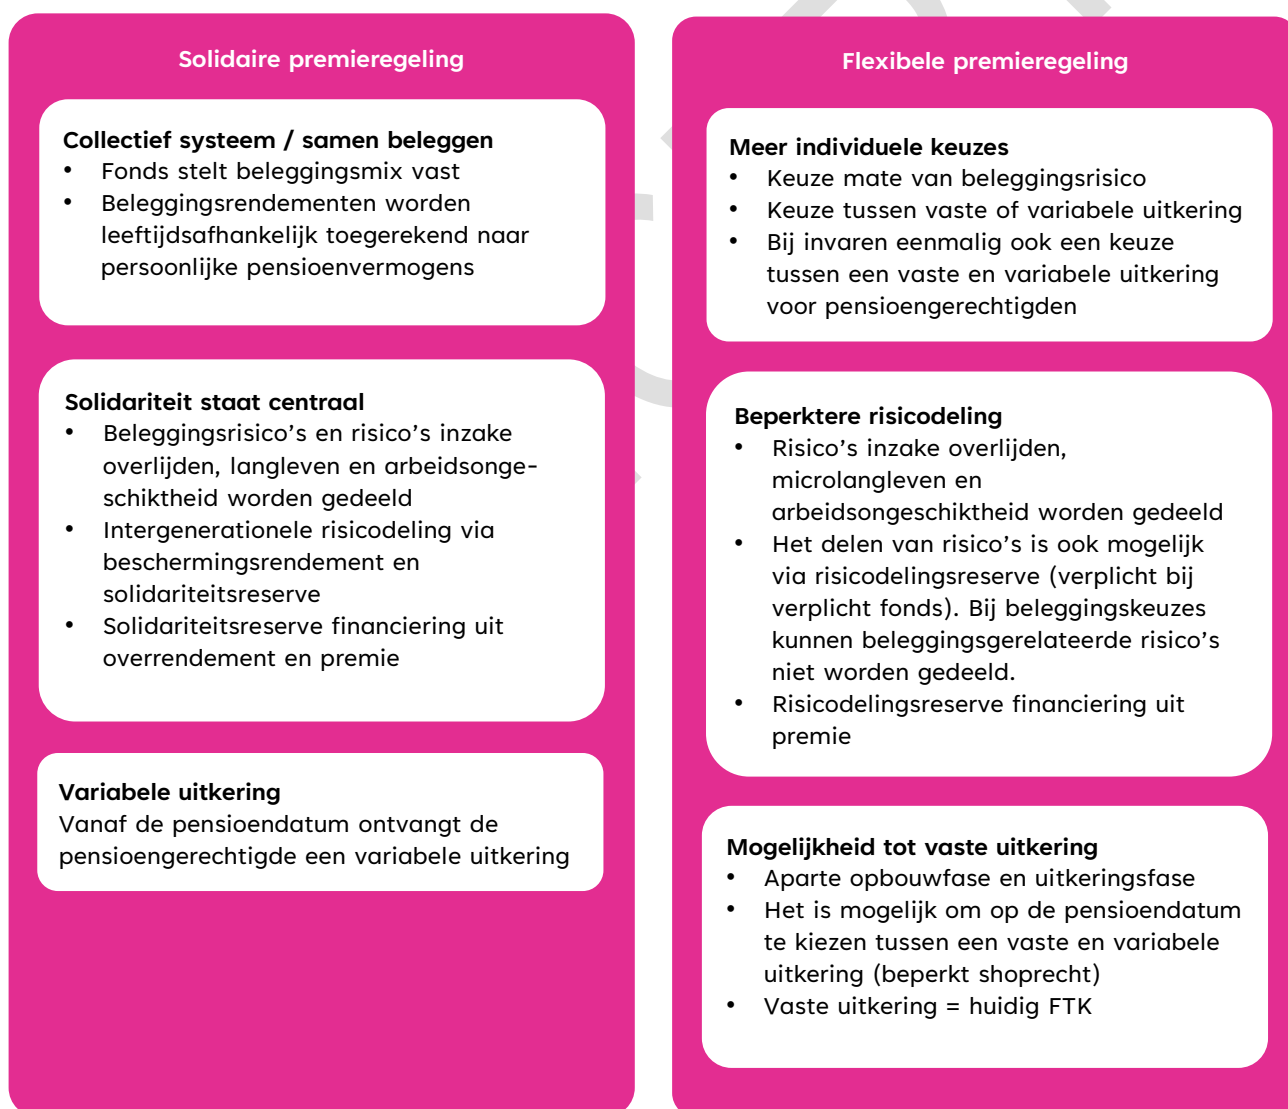 Solidaire premieregeling
Collectief systeem / samen beleggen
• Fonds stelt beleggingsmix vast
• Beleggingsrendementen worden
leeftijdsafhankelijk toegerekend naar
persoonlijke pensioenvermogens
Solidariteit staat centraal
• Beleggingsrisico’s en risico’s inzake
overlijden, langleven en arbeidsonge-
schiktheid worden gedeeld
• Intergenerationele risicodeling via
beschermingsrendement en
solidariteitsreserve
• Solidariteitsreserve financiering uit
overrendement en premie
Variabele uitkering
Vanaf de pensioendatum ontvangt de
pensioengerechtigde een variabele uitkering
Flexibele premieregeling
Meer individuele keuzes
• Keuze mate van beleggingsrisico
• Keuze tussen vaste of variabele uitkering
• Bij invaren eenmalig ook een keuze
tussen een vaste en variabele uitkering
voor pensioengerechtigden
Beperktere risicodeling
• Risico’s inzake overlijden,
microlangleven en
arbeidsongeschiktheid worden gedeeld
• Het delen van risico’s is ook mogelijk
via risicodelingsreserve (verplicht bij
verplicht fonds). Bij beleggingskeuzes
kunnen beleggingsgerelateerde risico’s
niet worden gedeeld.
• Risicodelingsreserve financiering uit
premie
Mogelijkheid tot vaste uitkering
• Aparte opbouwfase en uitkeringsfase
• Het is mogelijk om op de pensioendatum
te kiezen tussen een vaste en variabele
uitkering (beperkt shoprecht)
• Vaste uitkering = huidig FTK